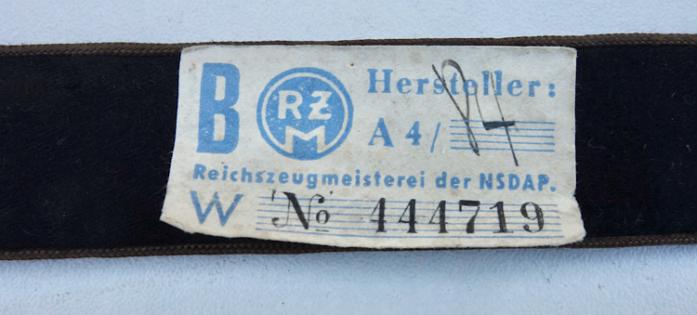 B RZM Hersteller:
A 4/
Reichszeugmeisterei der NSDAP.
W No 444719